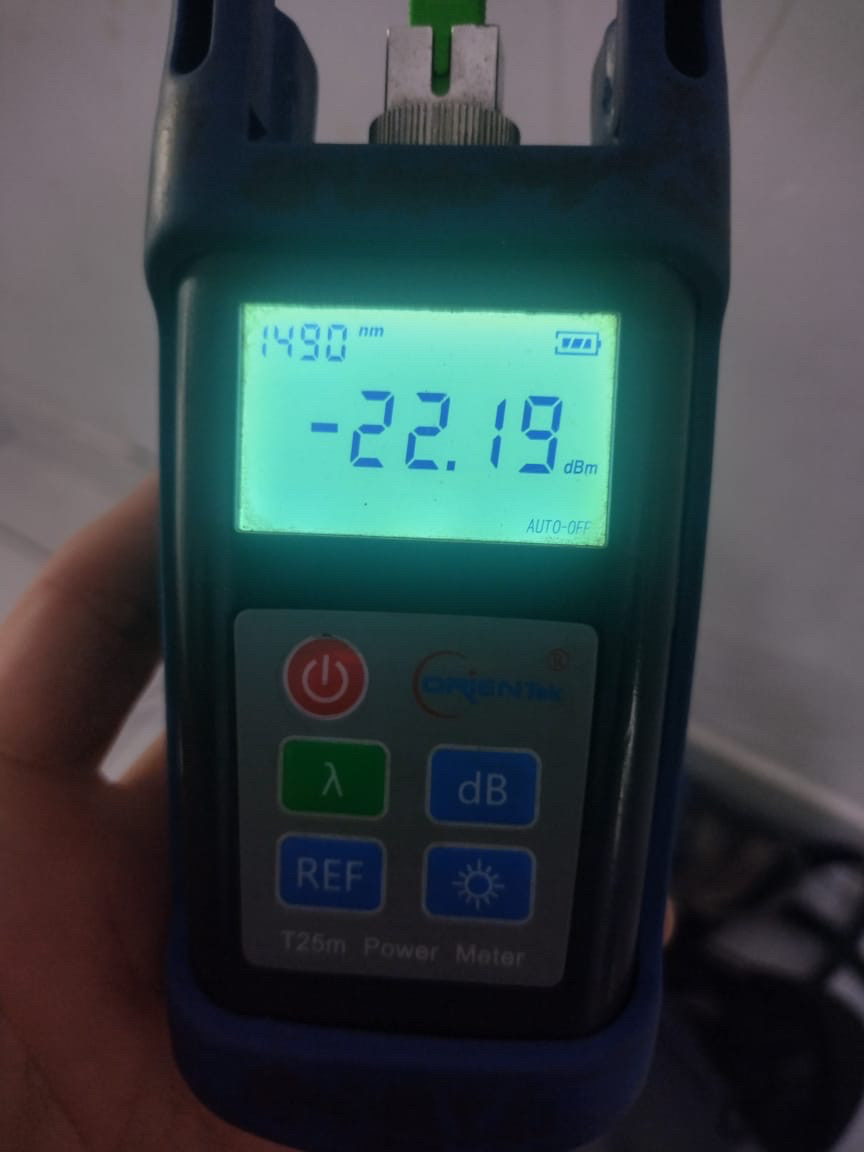 1490 nm
-22.19 dBm
AUTO-OFF
ORIENTek ®
λ
dB
REF
T25m Power Meter